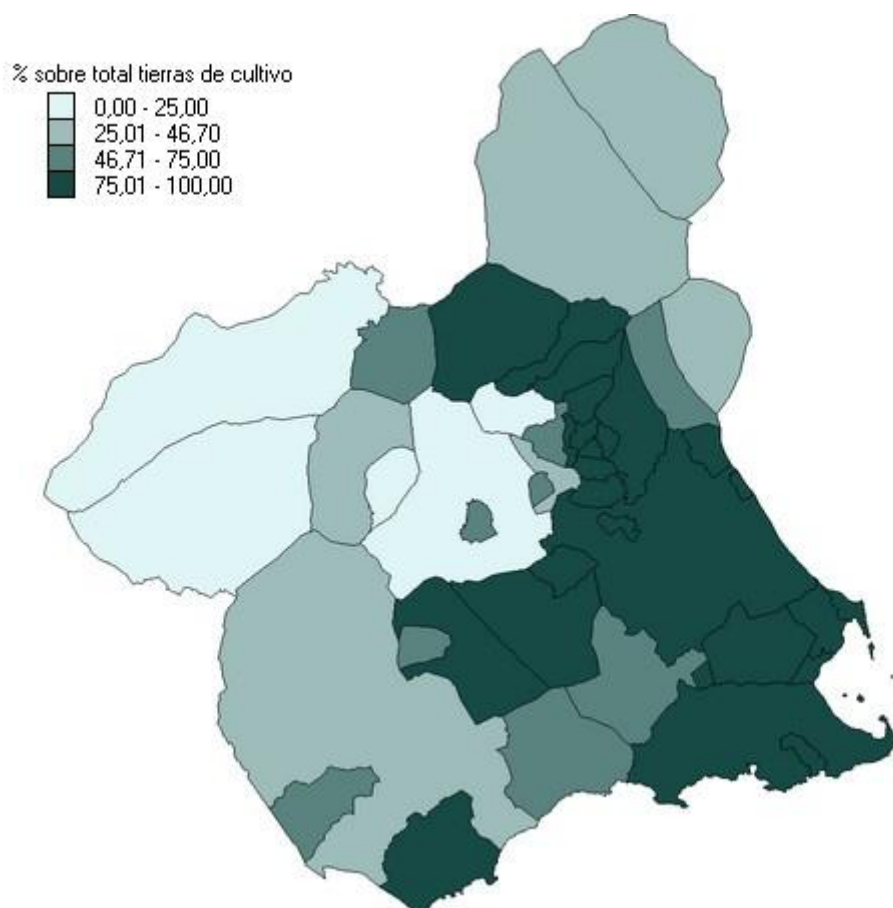 % sobre total tierras de cultivo
0,00 - 25,00
25,01 - 46,70
46,71 - 75,00
75,01 - 100,00